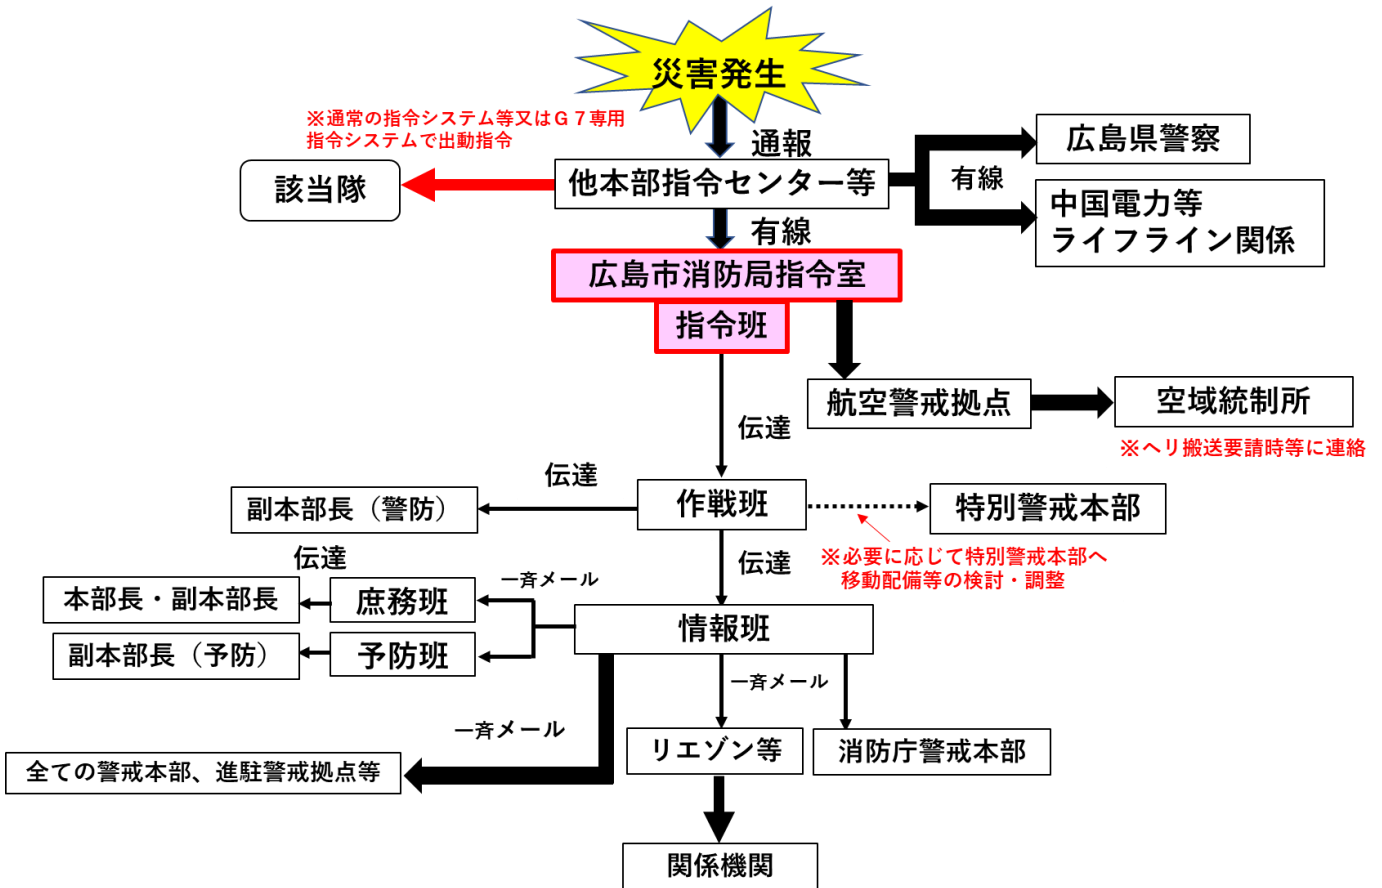 災害発生
※通常の指令システム等又はG7専用
指令システムで出動指令
通報
広島県警察
該当隊
他本部指令センター等
有線
中国電力等
ライフライン関係
有線
広島市消防局指令室
指令班
航空警戒拠点
空域統制所
※ヘリ搬送要請時等に連絡
伝達
伝達
副本部長（警防）
作戦班
特別警戒本部
※必要に応じて特別警戒本部へ
移動配備等の検討・調整
伝達
伝達
一斉メール
本部長・副本部長
庶務班
情報班
副本部長（予防）
予防班
一斉メール
一斉メール
リエゾン等
消防庁警戒本部
全ての警戒本部、進駐警戒拠点等
関係機関